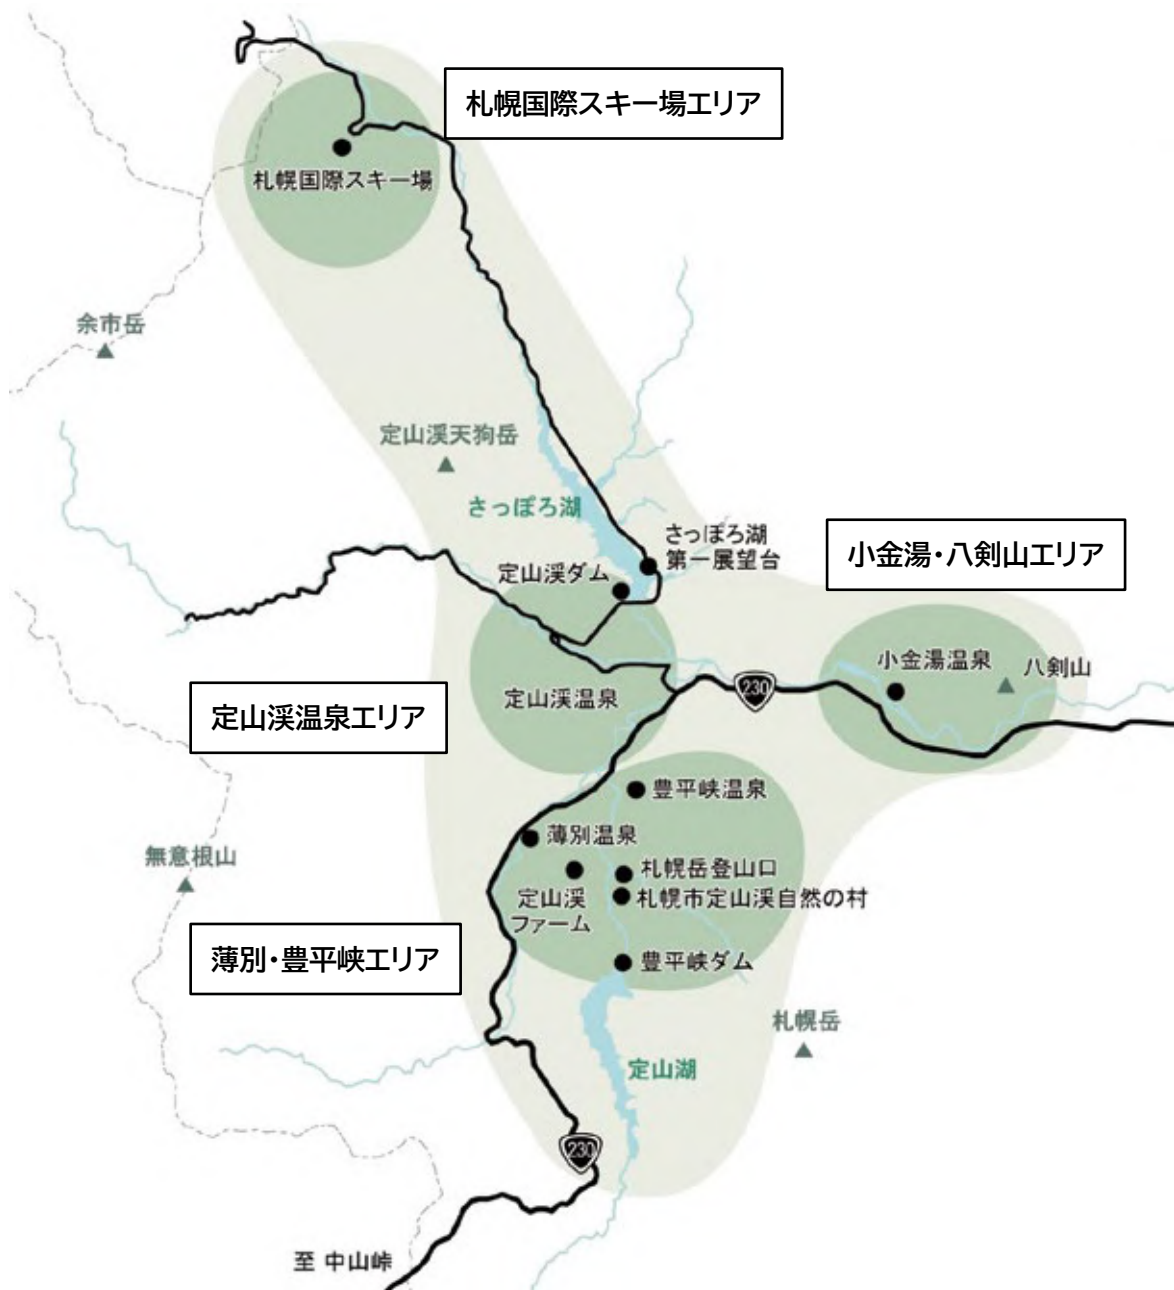 札幌国際スキー場エリア
札幌国際スキー場
余市岳
定山渓天狗岳
さっぽろ湖
さっぽろ湖
第一展望台
定山渓ダム
小金湯・八剣山エリア
小金湯温泉
八剣山
230
定山渓温泉
定山渓温泉エリア
豊平峡温泉
薄別温泉
無意根山
札幌岳登山口
定山渓
ファーム
札幌市定山渓自然の村
薄別・豊平峡エリア
豊平峡ダム
札幌岳
定山湖
230
至 中山峠